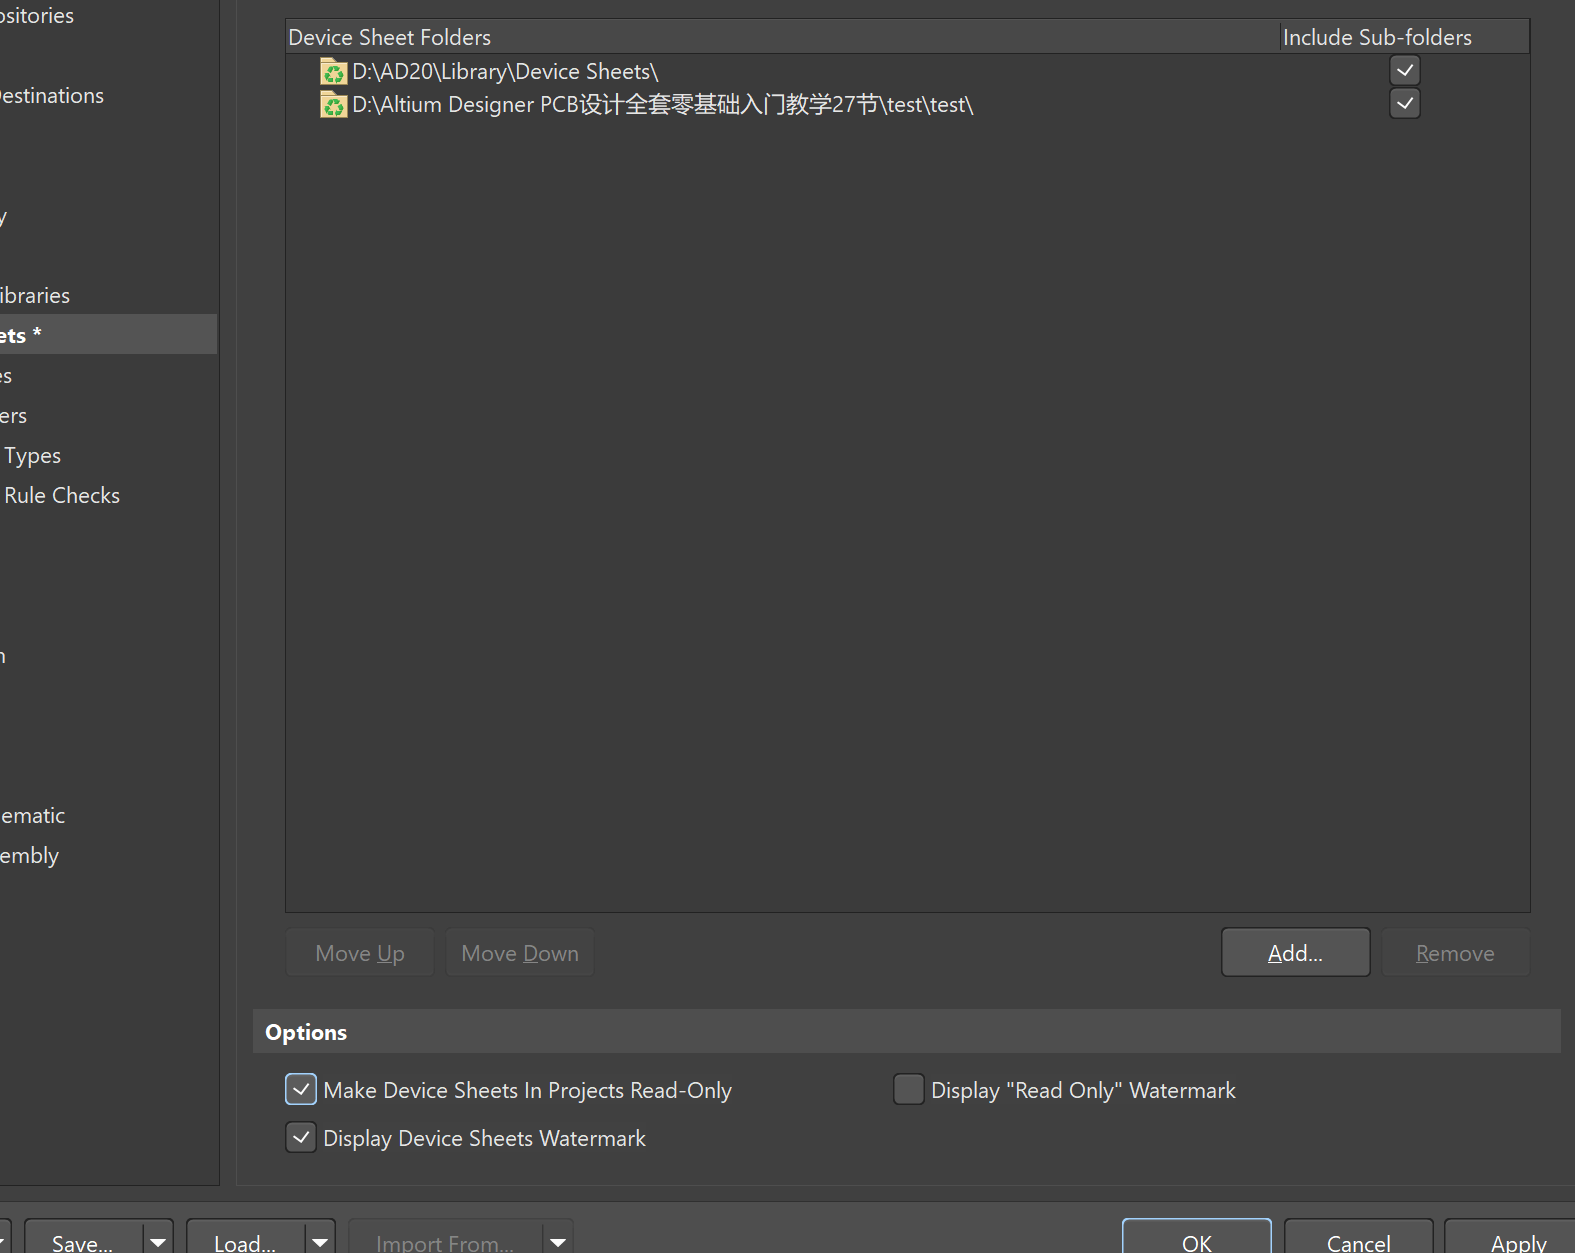 ositories
estinations
y
ibraries
ets *
es
ers
Types
Rule Checks
n
ematic
embly
Device Sheet Folders
Include Sub-folders
D:\AD20\Library\Device Sheets\
D:\Altium Designer PCB设计全套零基础入门教学27节\test\test\
Move Up
Move Down
Add...
Remove
Options
Make Device Sheets In Projects Read-Only
Display "Read Only" Watermark
Display Device Sheets Watermark
Save...
Load...
Import From...
OK
Cancel
Apply